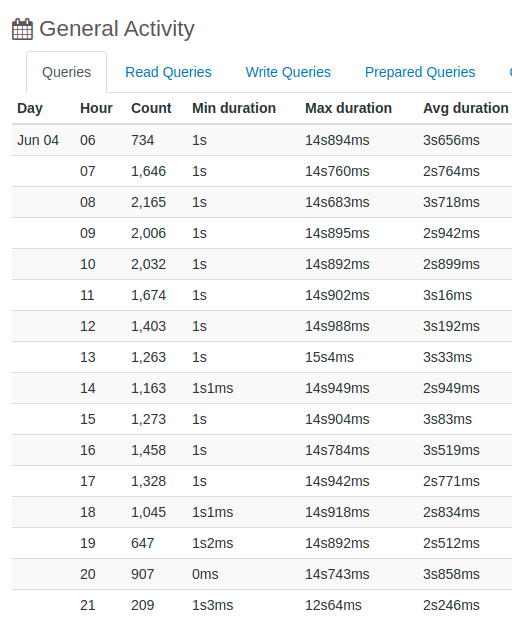 General Activity
Queries Read Queries Write Queries Prepared Queries
Day Hour Count Min duration Max duration Avg duration
Jun 04 06 734 1s 14s894ms 3s656ms
07 1,646 1s 14s760ms 2s764ms
08 2,165 1s 14s683ms 3s718ms
09 2,006 1s 14s895ms 2s942ms
10 2,032 1s 14s892ms 2s899ms
11 1,674 1s 14s902ms 3s16ms
12 1,403 1s 14s988ms 3s192ms
13 1,263 1s 15s4ms 3s33ms
14 1,163 1s1ms 14s949ms 2s949ms
15 1,273 1s 14s904ms 3s83ms
16 1,458 1s 14s784ms 3s519ms
17 1,328 1s 14s942ms 2s771ms
18 1,045 1s1ms 14s918ms 2s834ms
19 647 1s2ms 14s892ms 2s512ms
20 907 0ms 14s743ms 3s858ms
21 209 1s3ms 12s64ms 2s246ms